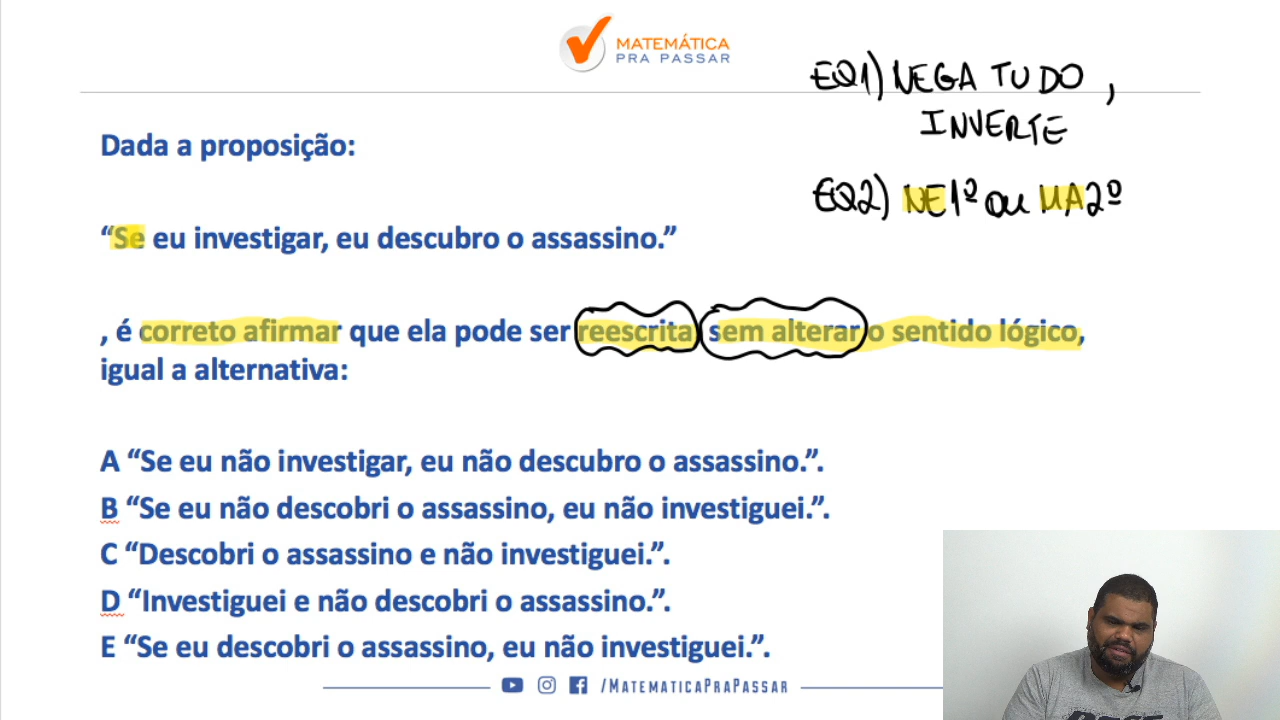 MATEMÁTICA
PRA PASSAR
EQ1) NEGA TUDO,
INVERTE
EQ2) NE1º OU MA2º
Dada a proposição:
“Se eu investigar, eu descubro o assassino.”
, é correto afirmar que ela pode ser reescrita sem alterar o sentido lógico,
igual a alternativa:
A “Se eu não investigar, eu não descubro o assassino.”.
B “Se eu não descobri o assassino, eu não investiguei.”.
C “Descobri o assassino e não investiguei.”.
D “Investiguei e não descobri o assassino.”.
E “Se eu descobri o assassino, eu não investiguei.”.
/MATEMATICAPRAPASSAR